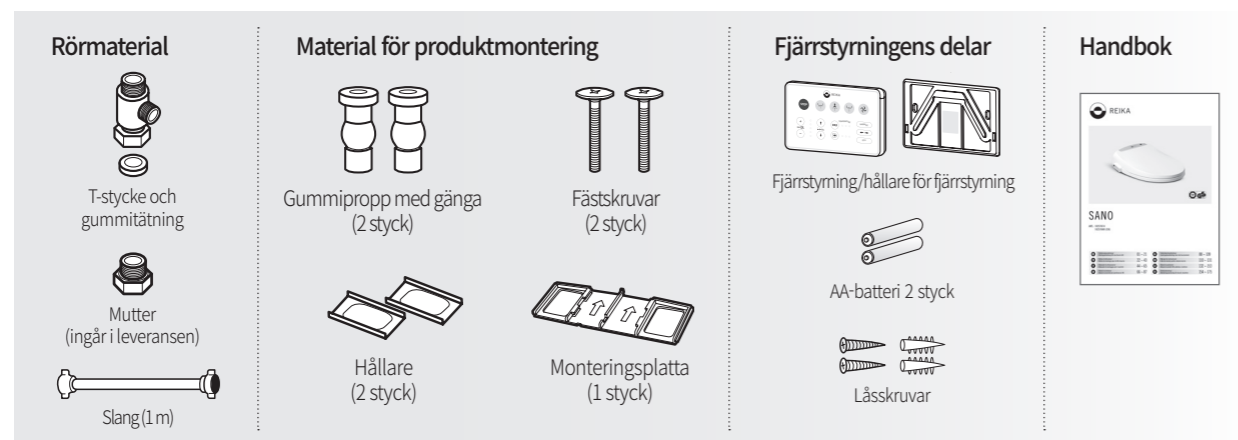 Rörmaterial
T-stycke och
gummitätning
Mutter
(ingår i leveransen)
Slang (1 m)
Material för produktmontering
Gummipropp med gänga
(2 styck)
Fästskruvar
(2 styck)
Hållare
(2 styck)
Monteringsplatta
(1 styck)
Fjärrstyrningens delar
REIKA
Fjärrstyrning/hållare för fjärrstyrning
AA-batteri 2 styck
Låsskruvar
Handbok
REIKA
SANO